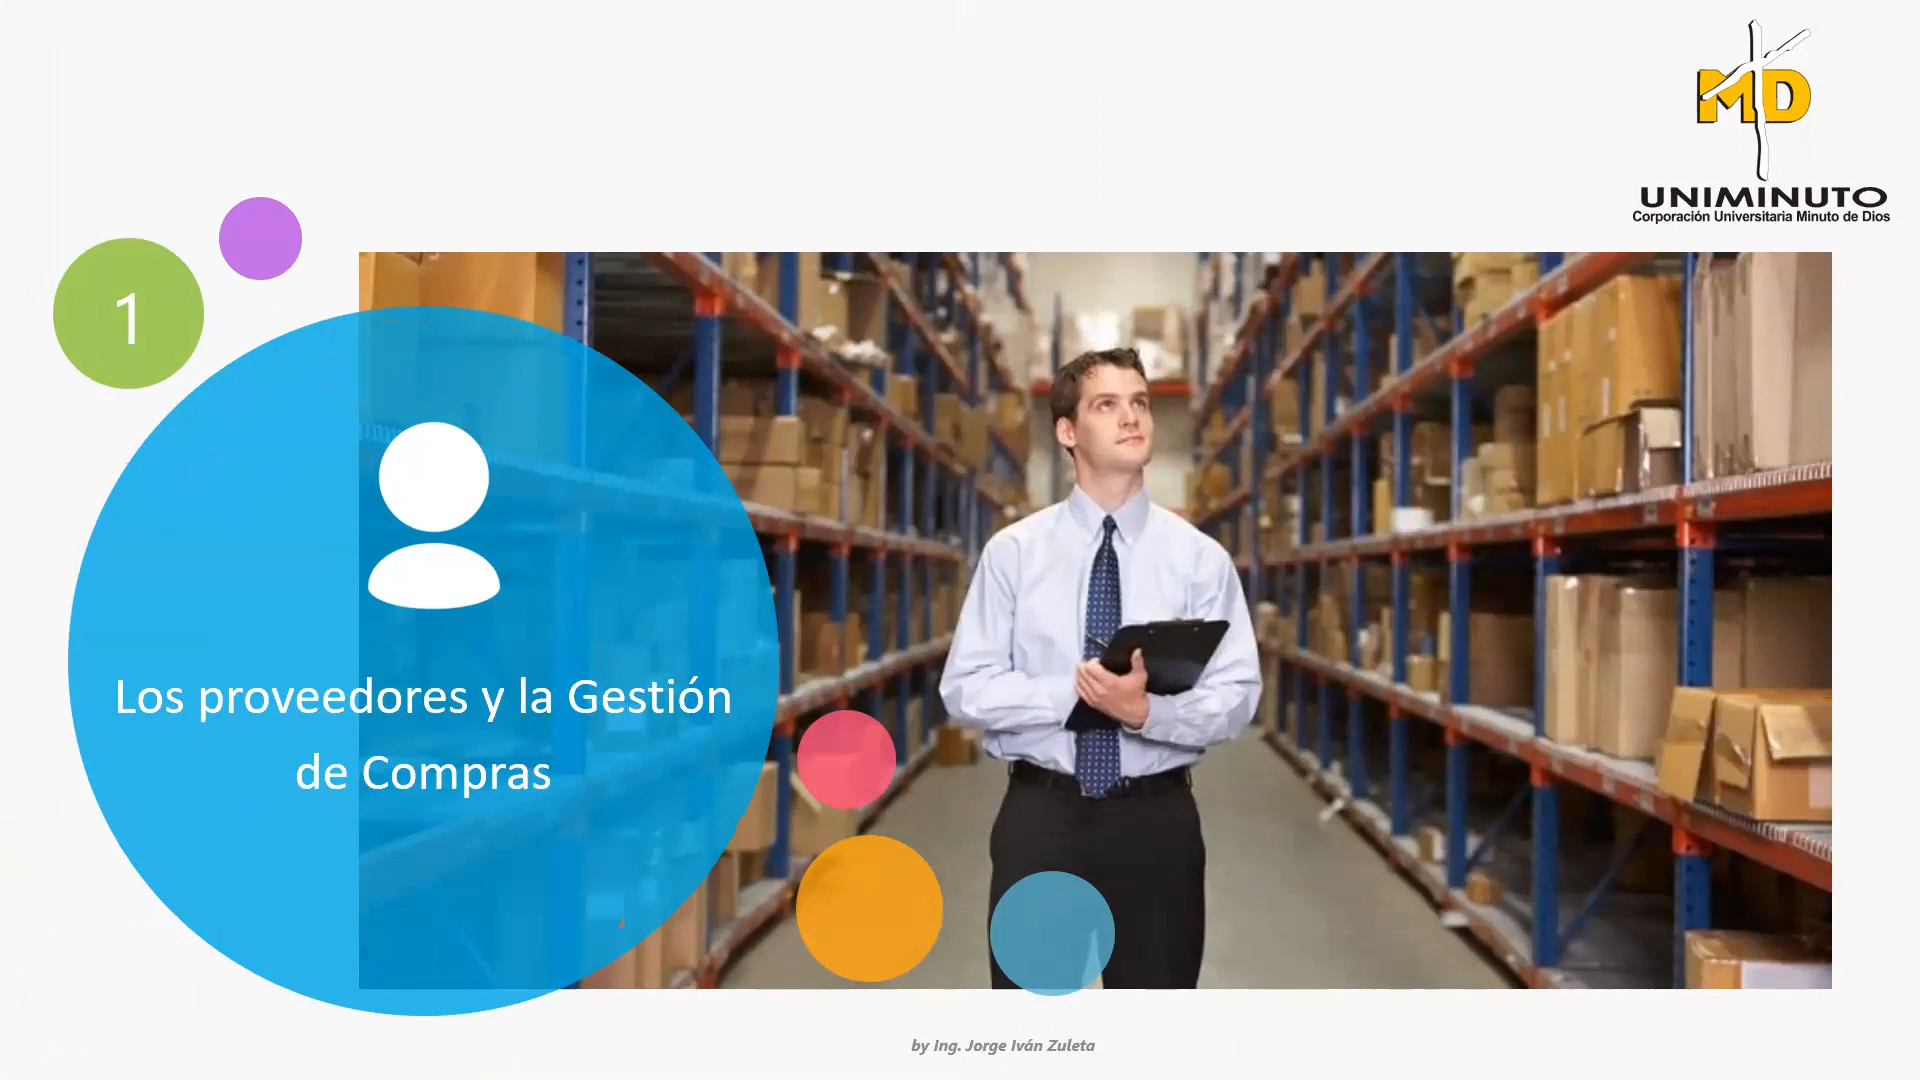 MD
UNIMINUTO
Corporación Universitaria Minuto de Dios
1
Los proveedores y la Gestión
de Compras
by Ing. Jorge Iván Zuleta